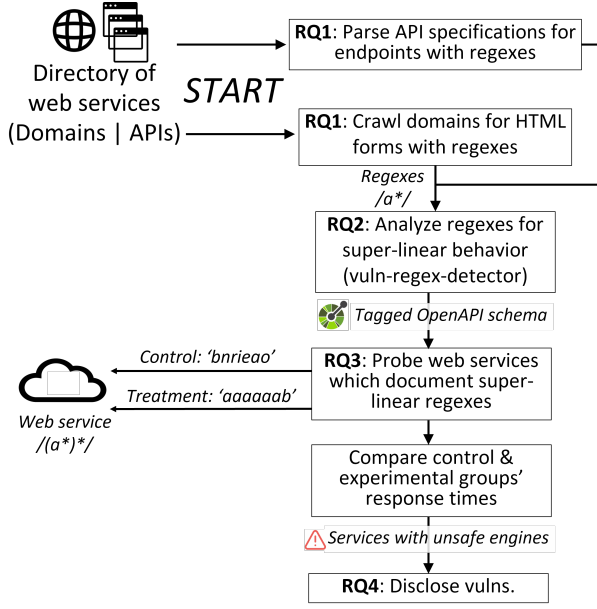 Directory of
web services
(Domains | APIs)
START
RQ1: Parse API specifications for
endpoints with regexes
RQ1: Crawl domains for HTML
forms with regexes
Regexes
/a*/
RQ2: Analyze regexes for
super-linear behavior
(vuln-regex-detector)
Tagged OpenAPI schema
RQ3: Probe web services
which document super-
linear regexes
Control: ‘bnrieao’
Treatment: ‘aaaaaab’
Web service
/(a*)*/
Compare control &
experimental groups’
response times
Services with unsafe engines
RQ4: Disclose vulns.